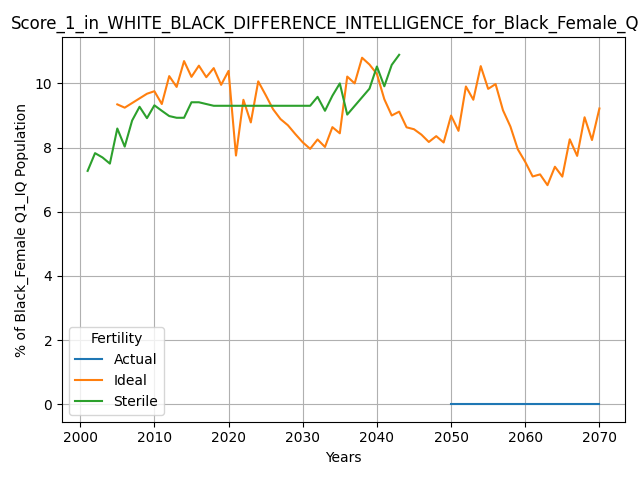 Score_1_in_WHITE_BLACK_DIFFERENCE_INTELLIGENCE_for_Black_Female_Q
% of Black_Female Q1_IQ Population
10
8
6
4
2
0
Fertility
Actual
Ideal
Sterile
2000 2010 2020 2030 2040 2050 2060 2070
Years